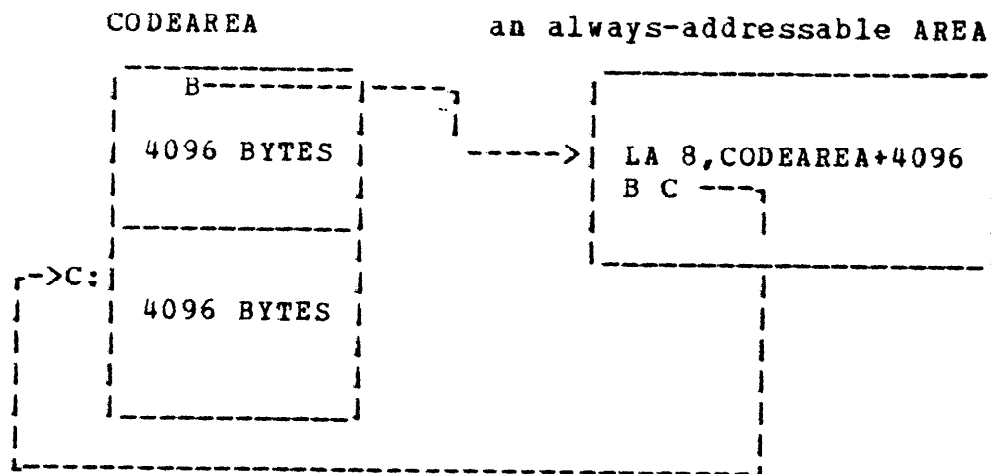 CODEAREA an always-addressable AREA
B
4096 BYTES LA 8,CODEAREA+4096
B C
C:
4096 BYTES